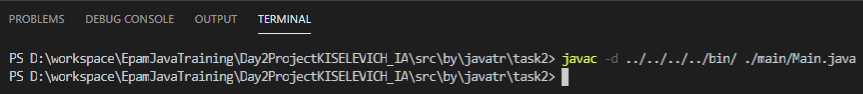 PROBLEMS DEBUG CONSOLE OUTPUT TERMINAL
PS D:\workspace\EpamJavaTraining\Day2ProjectKISELEVICH_IA\src\by\javatr\task2> javac -d ../../../../bin/ ./main/Main.java
PS D:\workspace\EpamJavaTraining\Day2ProjectKISELEVICH_IA\src\by\javatr\task2>